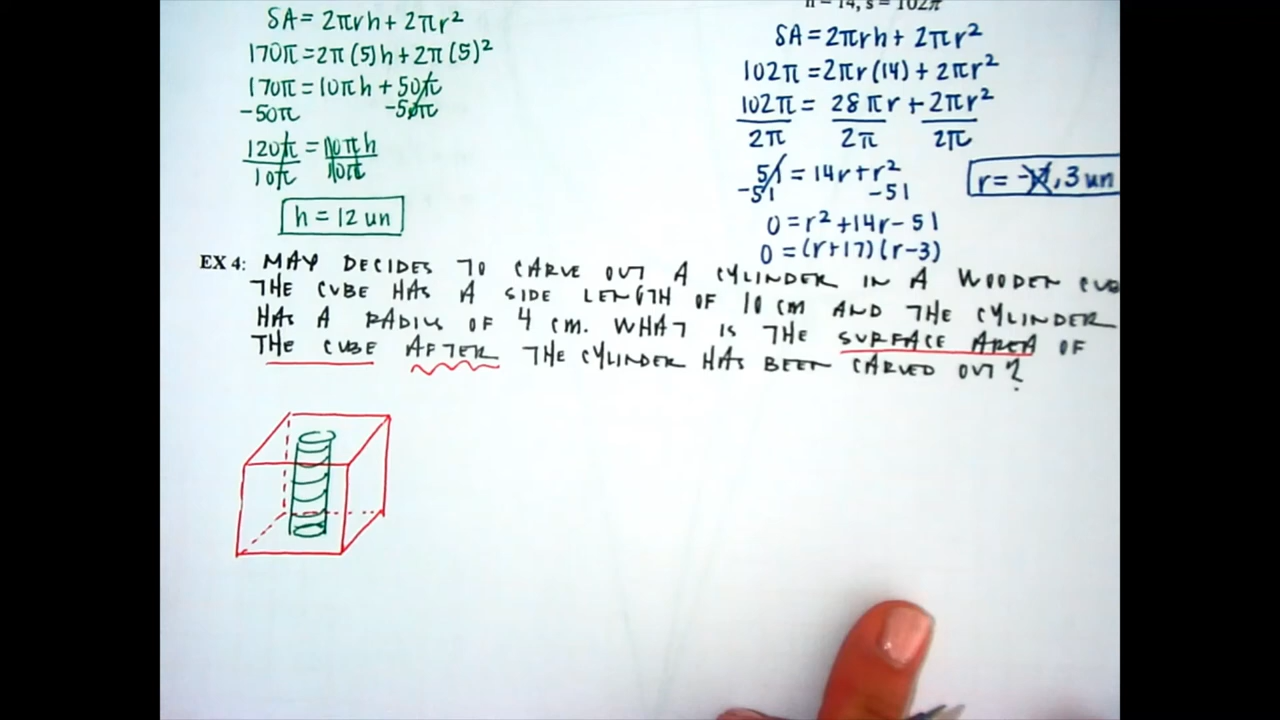 SA = 2πrh + 2πr²
170π = 2π(5)h + 2π(5)²
170π = 10πh + 50π
-50π -50π
120π = 10πh
10π 10π
h = 12 un
SA = 2πrh + 2πr²
102π = 2πr(14) + 2πr²
102π = 28πr + 2πr²
2π 2π 2π
51 = 14r + r²
-51 -51
0 = r² + 14r - 51
0 = (r+17)(r-3)
r = , 3 un
EX 4: MAY DECIDES TO CARVE OUT A CYLINDER IN A WOODEN
THE CUBE HAS A SIDE LENGTH OF 10 CM AND THE CYLINDER
HAS A RADIUS OF 4 CM. WHAT IS THE SURFACE AREA OF
THE CUBE AFTER THE CYLINDER HAS BEEN CARVED OUT?